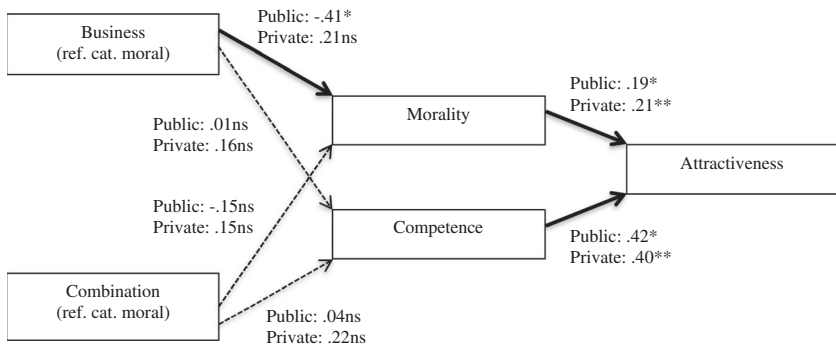 Public: -.41*
Private: .21ns
Business
(ref. cat. moral)
Public: .19*
Private: .21**
Morality
Public: .01ns
Private: .16ns
Attractiveness
Public: -.15ns
Private: .15ns
Competence
Public: .42*
Private: .40**
Combination
(ref. cat. moral)
Public: .04ns
Private: .22ns